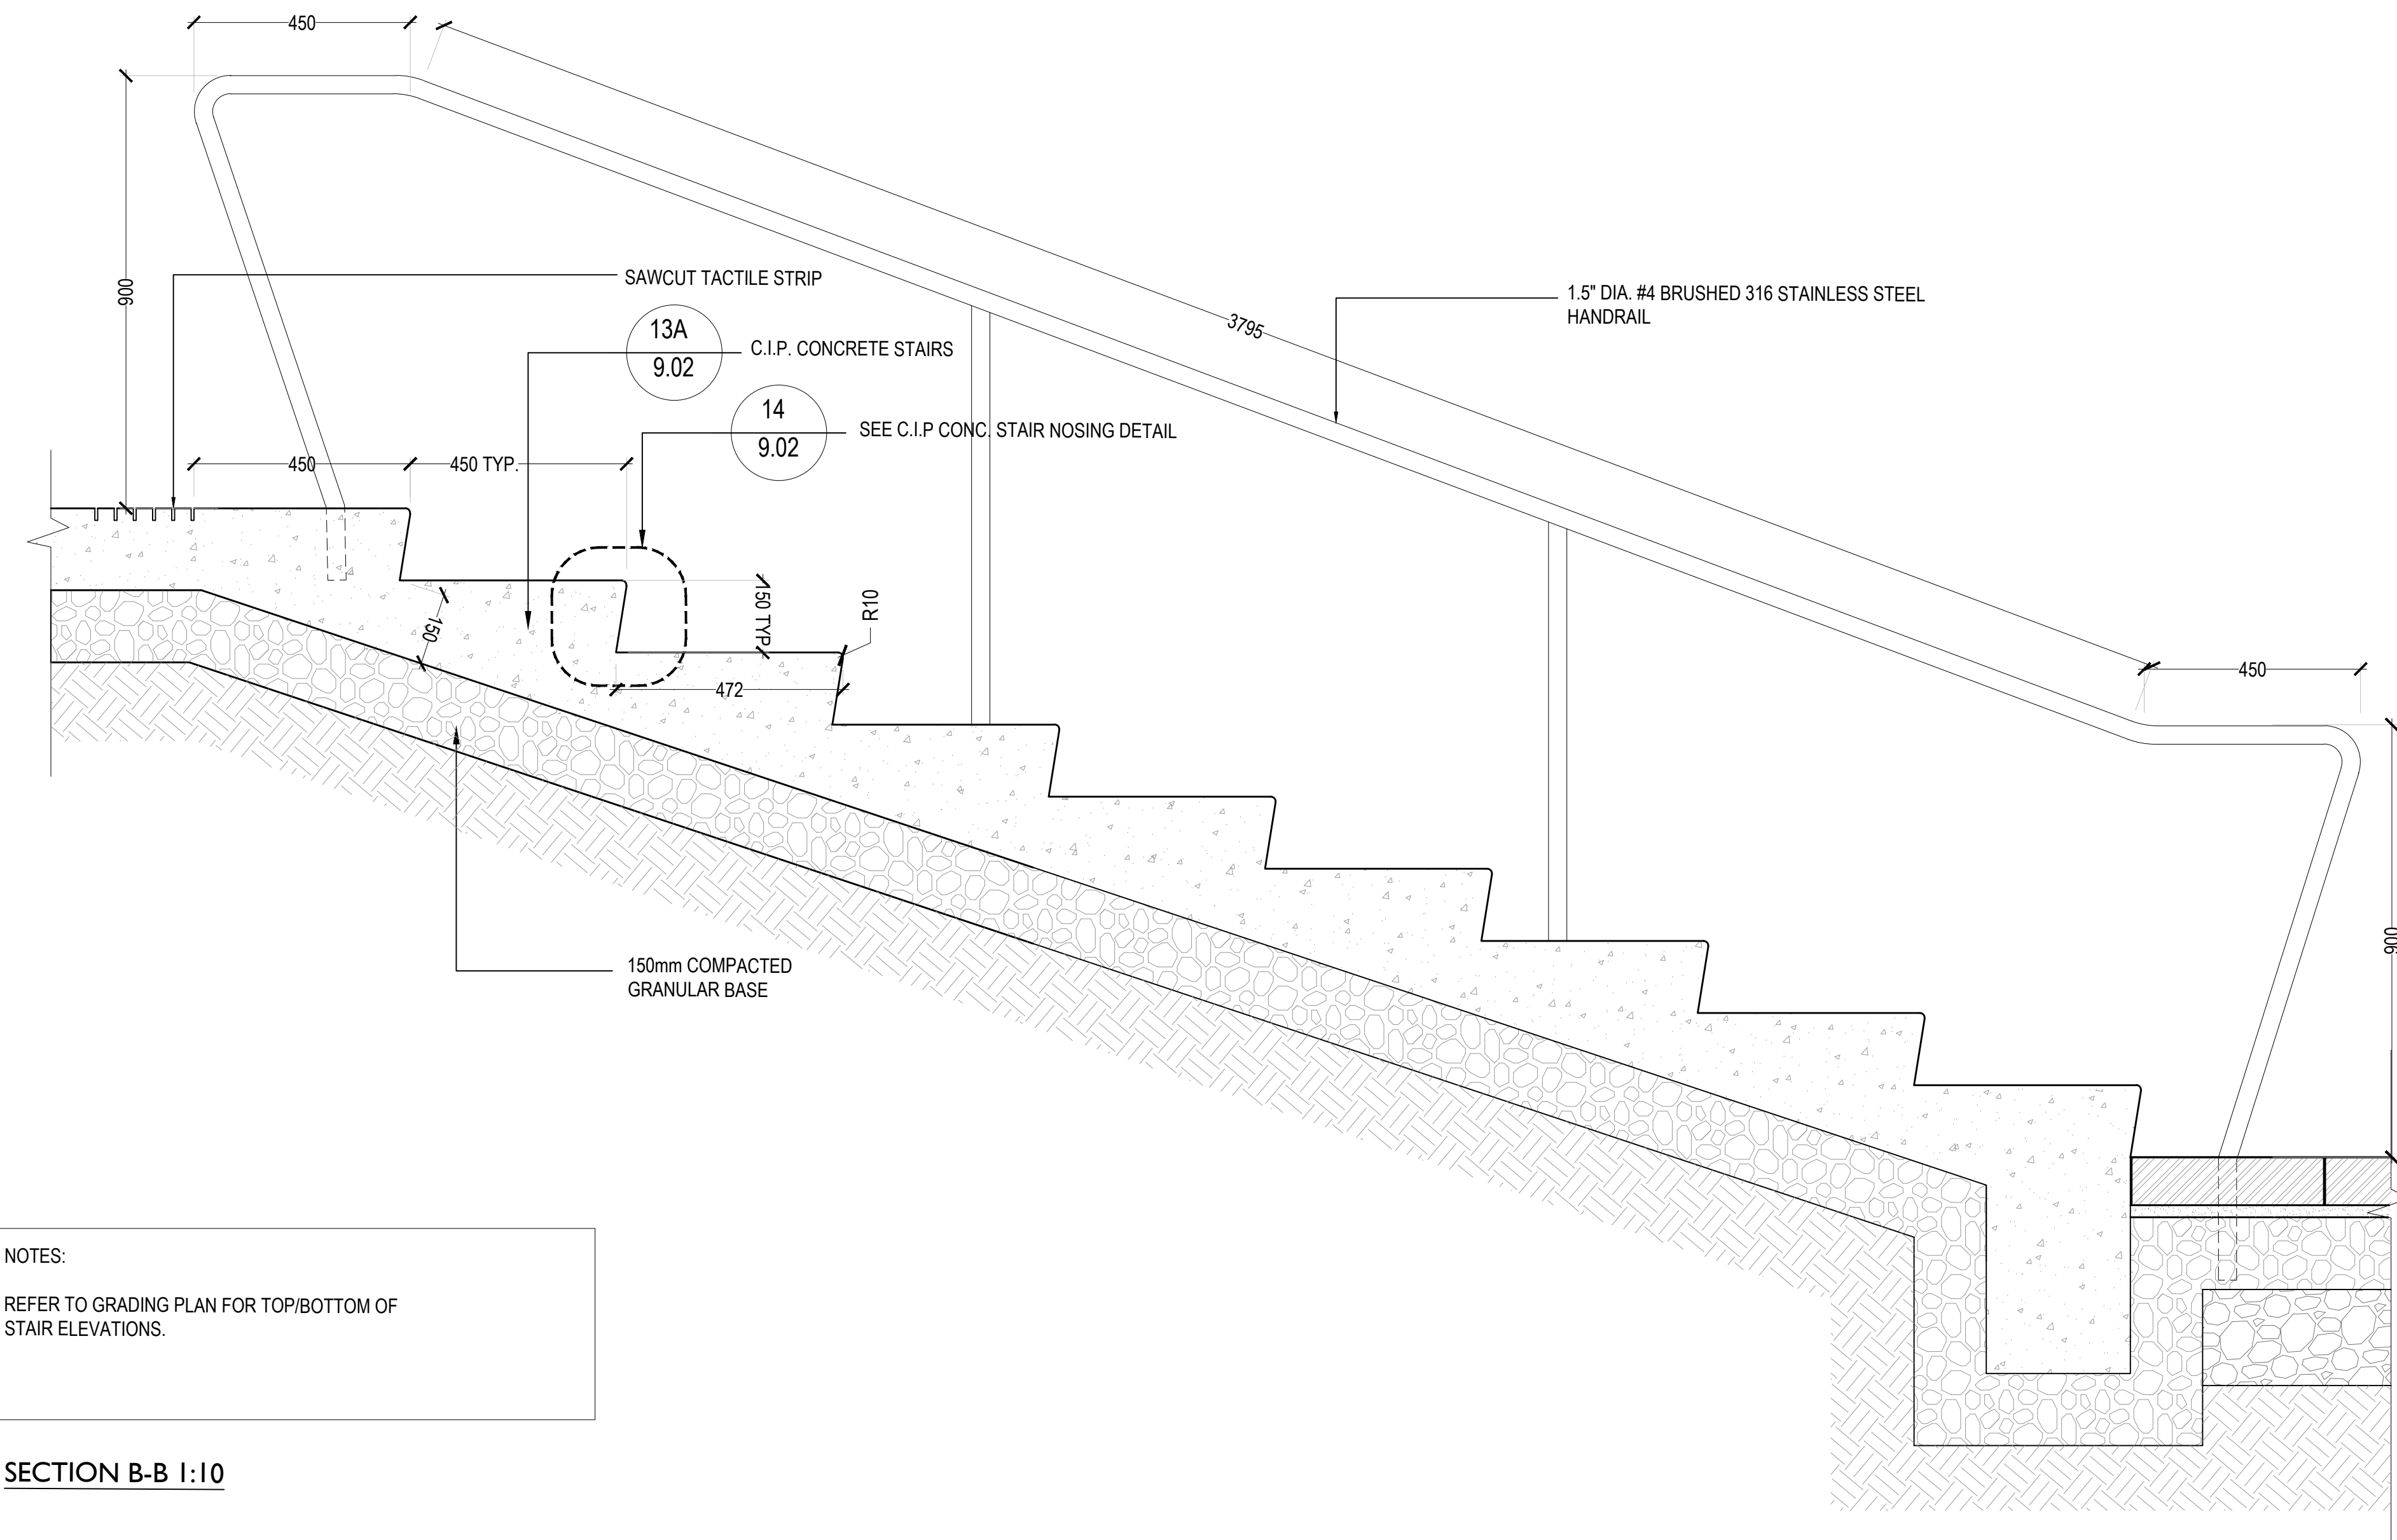 450
900
SAWCUT TACTILE STRIP
1.5" DIA. #4 BRUSHED 316 STAINLESS STEEL
HANDRAIL
3795
13A
9.02
C.I.P. CONCRETE STAIRS
14
9.02
SEE C.I.P CONC. STAIR NOSING DETAIL
450
450 TYP.
150
150 TYP.
R10
472
450
900
150mm COMPACTED
GRANULAR BASE
NOTES:
REFER TO GRADING PLAN FOR TOP/BOTTOM OF
STAIR ELEVATIONS.
SECTION B-B 1:10